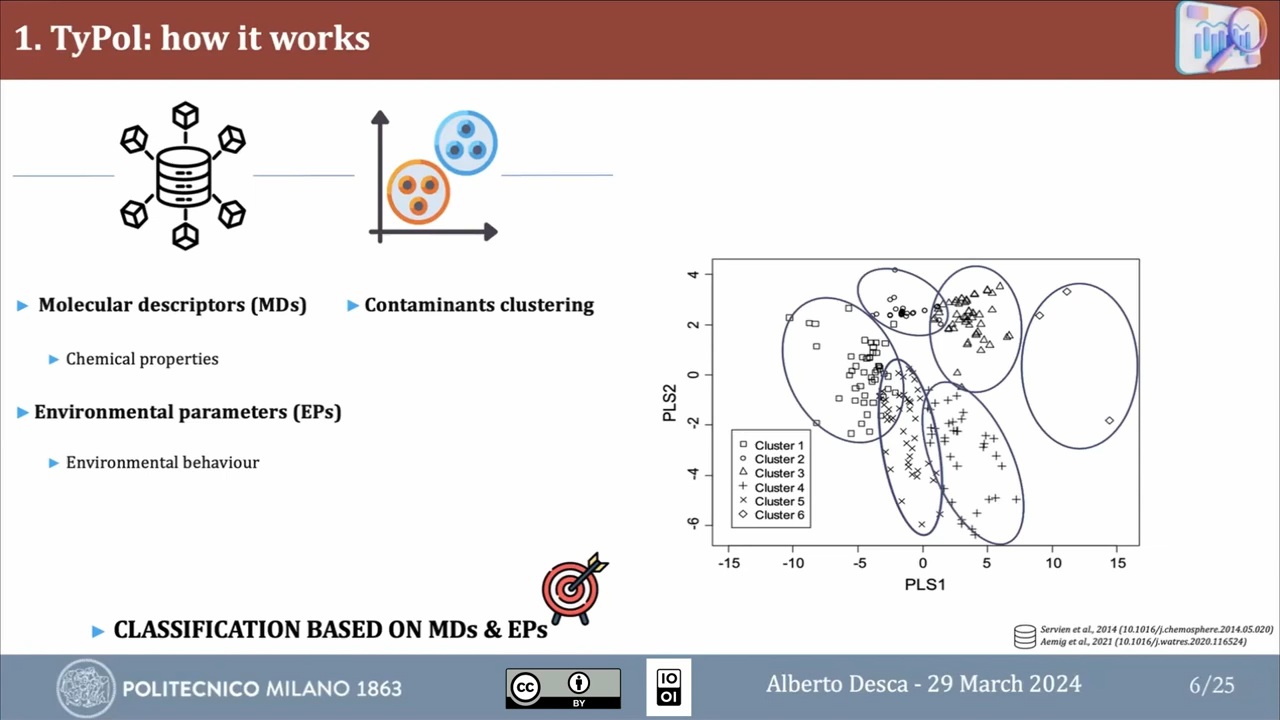 1. TyPol: how it works
Molecular descriptors (MDs)
Chemical properties
Environmental parameters (EPs)
Environmental behaviour
Contaminants clustering
CLASSIFICATION BASED ON MDs & EPs
4
2
0
-2
-4
-6
PLS2
Cluster 1
Cluster 2
Cluster 3
Cluster 4
Cluster 5
Cluster 6
-15 -10 -5 0 5 10 15
PLS1
Servien et al., 2014 (10.1016/j.chemosphere.2014.05.020)
Aemig et al., 2021 (10.1016/j.watres.2020.116524)
POLITECNICO MILANO 1863
cc
BY
IO
OI
Alberto Desca - 29 March 2024
6/25